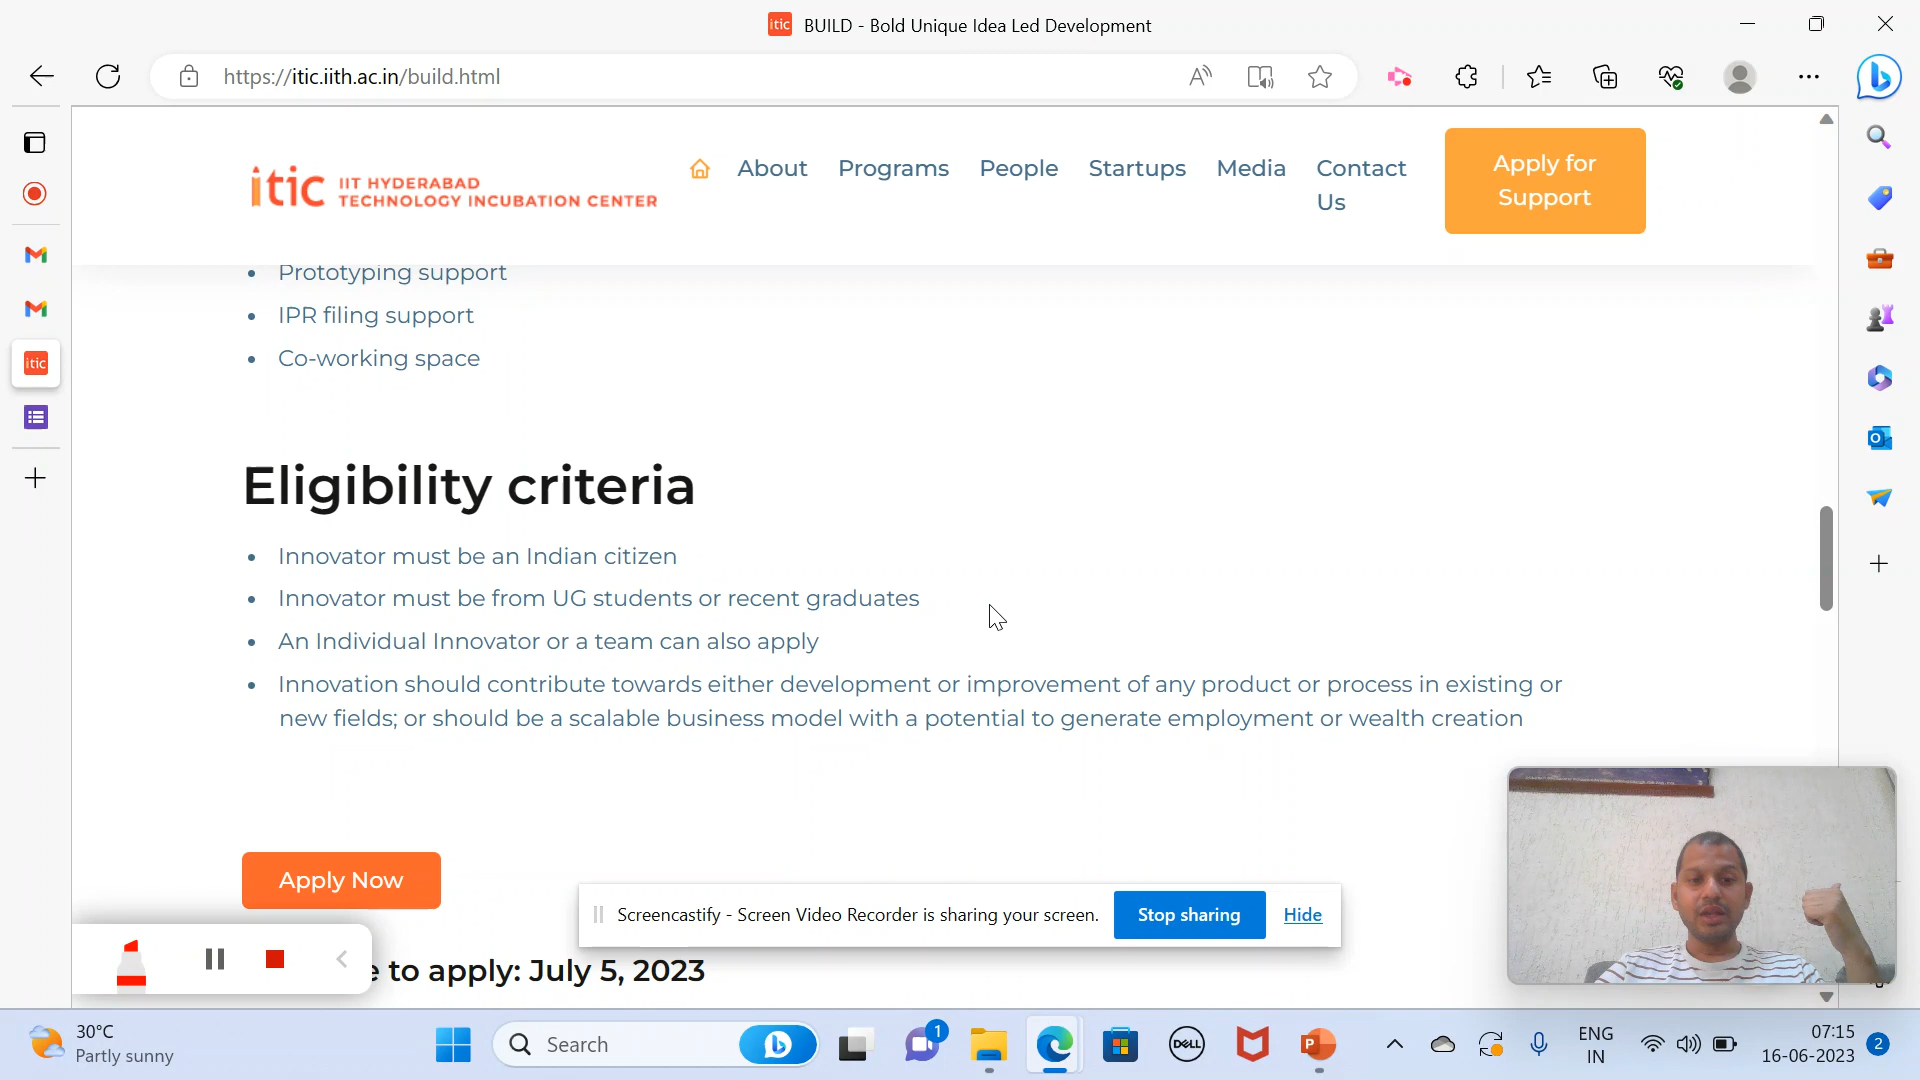 itic BUILD - Bold Unique Idea Led Development
https://itic.iith.ac.in/build.html
itic IIT HYDERABAD
TECHNOLOGY INCUBATION CENTER
About Programs People Startups Media Contact Us
Apply for
Support
• Prototyping support
• IPR filing support
• Co-working space
itic
Eligibility criteria
• Innovator must be an Indian citizen
• Innovator must be from UG students or recent graduates
• An Individual Innovator or a team can also apply
• Innovation should contribute towards either development or improvement of any product or process in existing or
new fields; or should be a scalable business model with a potential to generate employment or wealth creation
Apply Now
Screencastify - Screen Video Recorder is sharing your screen. Stop sharing Hide
e to apply: July 5, 2023
30°C
Partly sunny
Search
1
DELL
ENG
IN
07:15
16-06-2023
2